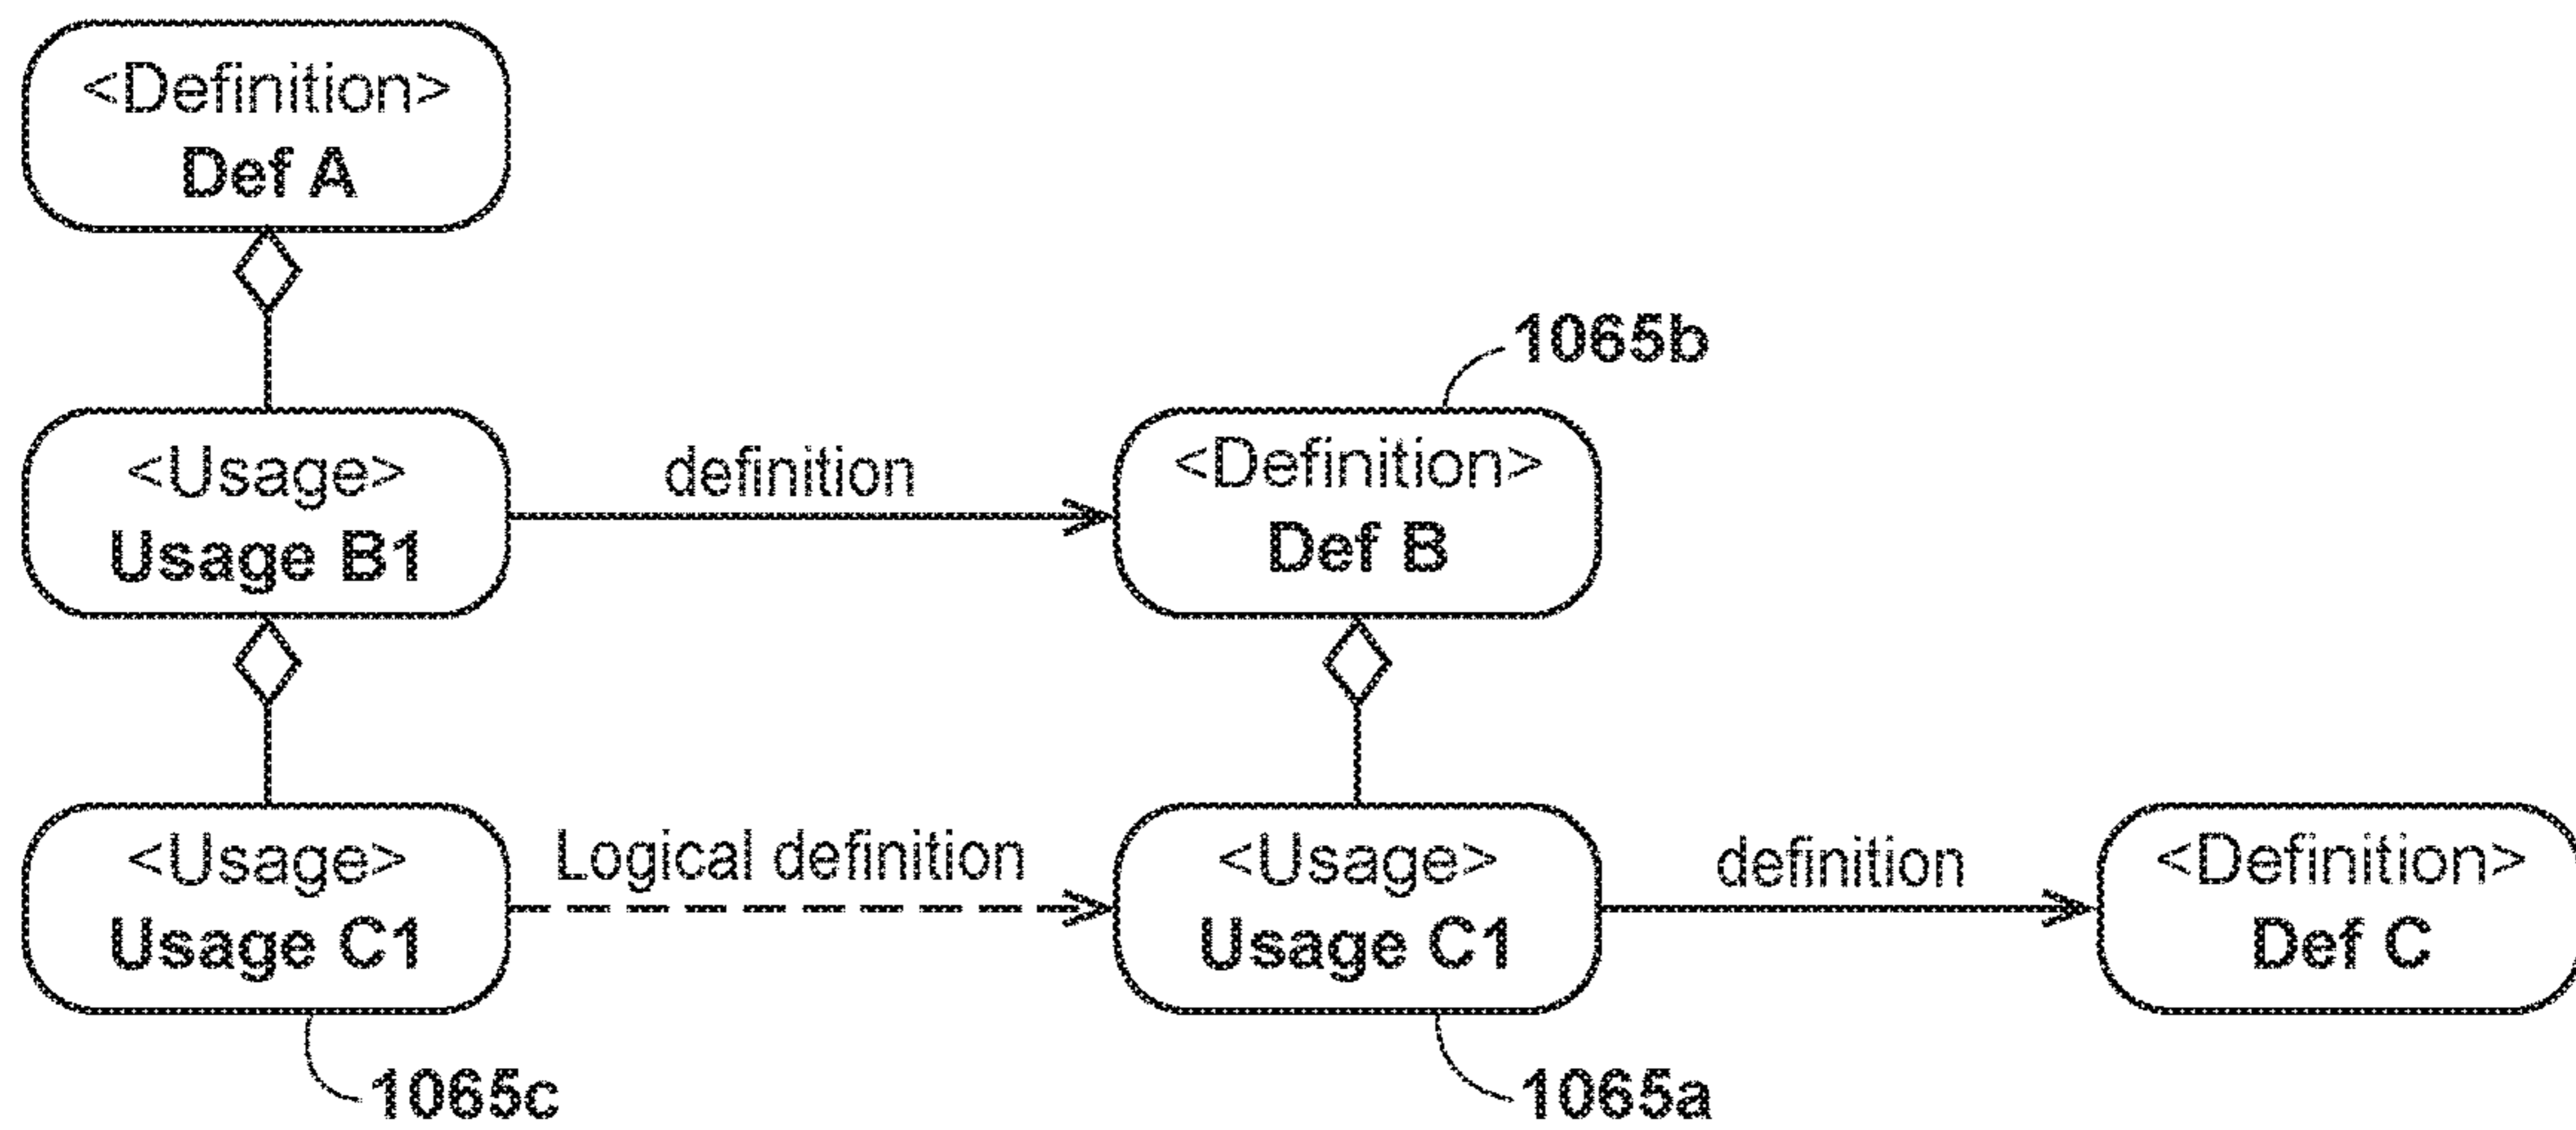 <Definition>
Def A
1065b
<Usage>
Usage B1
definition
<Definition>
Def B
<Usage>
Usage C1
Logical definition
<Usage>
Usage C1
definition
<Definition>
Def C
1065c
1065a